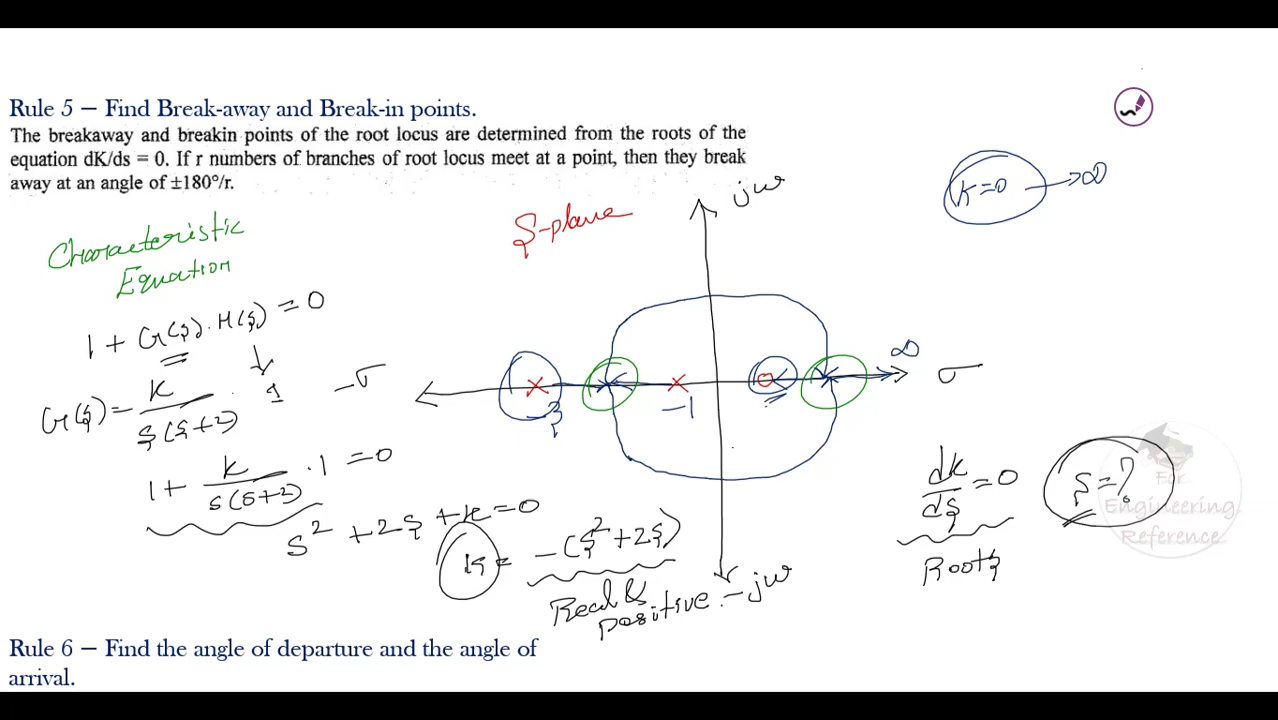 Rule 5 – Find Break-away and Break-in points.
The breakaway and breakin points of the root locus are determined from the roots of the
equation dK/ds = 0. If r numbers of branches of root locus meet at a point, then they break
away at an angle of ±180°/r.
K=0 → ∞
jω
S-plane
Characteristic
Equation
1 + G(s).H(s) = 0
G(s) = K / s(s+2) . 1
-σ
-3
-1
∞
σ
1 + K / s(s+2) . 1 = 0
s² + 2s + K = 0
K = -(s² + 2s)
Real &
positive.
-jω
dK/ds = 0
s = ?
Roots
For
Engineering
Reference
Rule 6 – Find the angle of departure and the angle of
arrival.